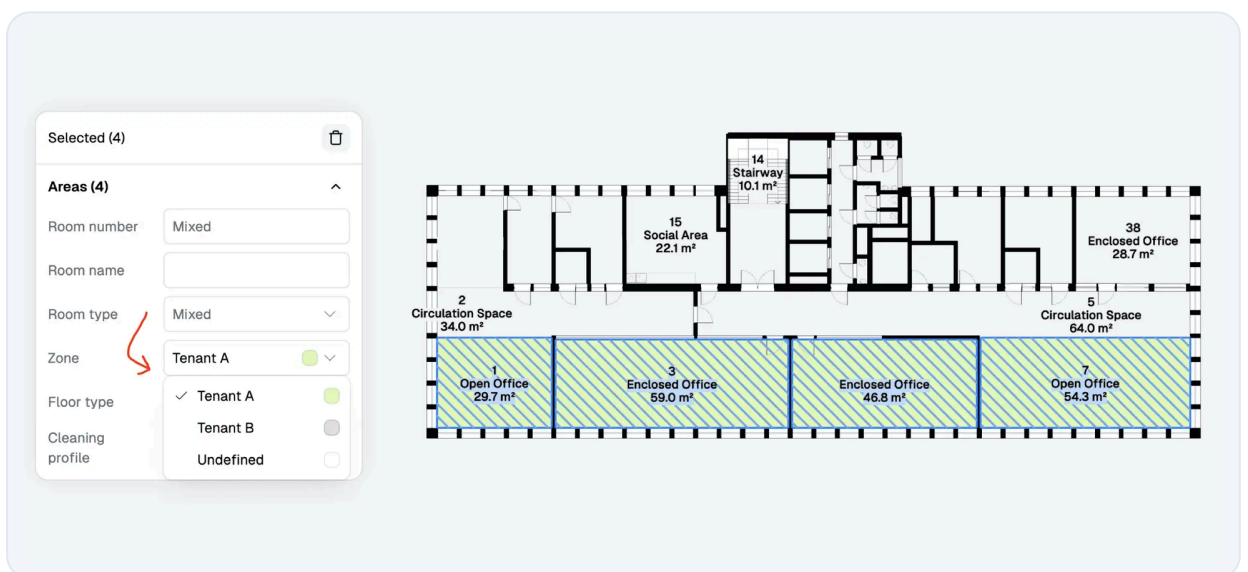 Selected (4)
Areas (4)
Room number
Mixed
Room name
Room type
Mixed
Zone
Tenant A
Floor type
Tenant A
Cleaning
profile
Tenant B
Undefined
14
Stairway
10.1 m²
15
Social Area
22.1 m²
38
Enclosed Office
28.7 m²
2
Circulation Space
34.0 m²
5
Circulation Space
64.0 m²
1
Open Office
29.7 m²
3
Enclosed Office
59.0 m²
Enclosed Office
46.8 m²
7
Open Office
54.3 m²